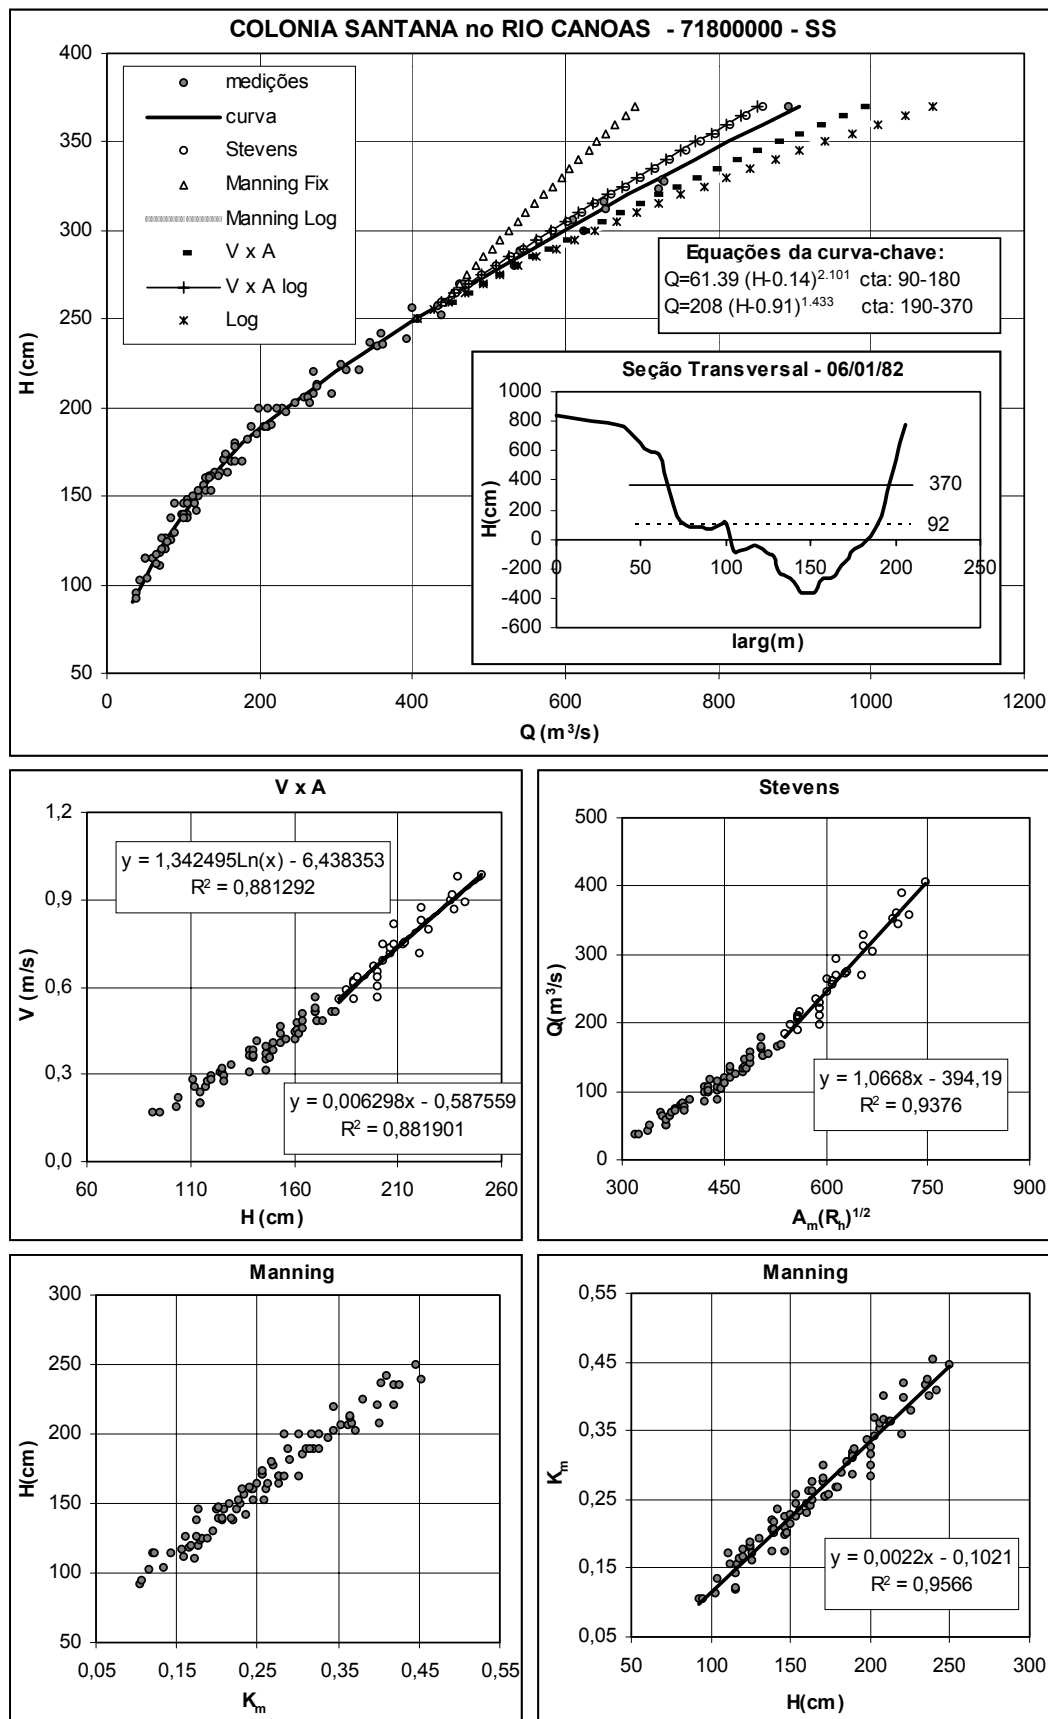 COLONIA SANTANA no RIO CANOAS - 71800000 - SS
400
350
300
250
200
150
100
50
H (cm)
medições
curva
Stevens
Manning Fix
Manning Log
V x A
V x A log
Log
Equações da curva-chave:
Q=61.39 (H-0.14)^2.101 cta: 90-180
Q=208 (H-0.91)^1.433 cta: 190-370
Seção Transversal - 06/01/82
1000
800
600
400
200
0
-200
-400
-600
H(cm)
370
92
0 50 100 150 200 250
larg(m)
0 200 400 600 800 1000 1200
Q (m³/s)
V x A
1,2
0,9
0,6
0,3
0,0
V (m/s)
y = 1,342495Ln(x) - 6,438353
R² = 0,881292
y = 0,006298x - 0,587559
R² = 0,881901
60 110 160 210 260
H (cm)
Stevens
500
400
300
200
100
0
Q(m³/s)
y = 1,0668x - 394,19
R² = 0,9376
300 450 600 750 900
Aₘ(Rₕ)^1/2
Manning
300
250
200
150
100
50
H(cm)
0,05 0,15 0,25 0,35 0,45 0,55
Kₘ
Manning
0,55
0,45
0,35
0,25
0,15
0,05
Kₘ
y = 0,0022x - 0,1021
R² = 0,9566
50 100 150 200 250 300
H(cm)